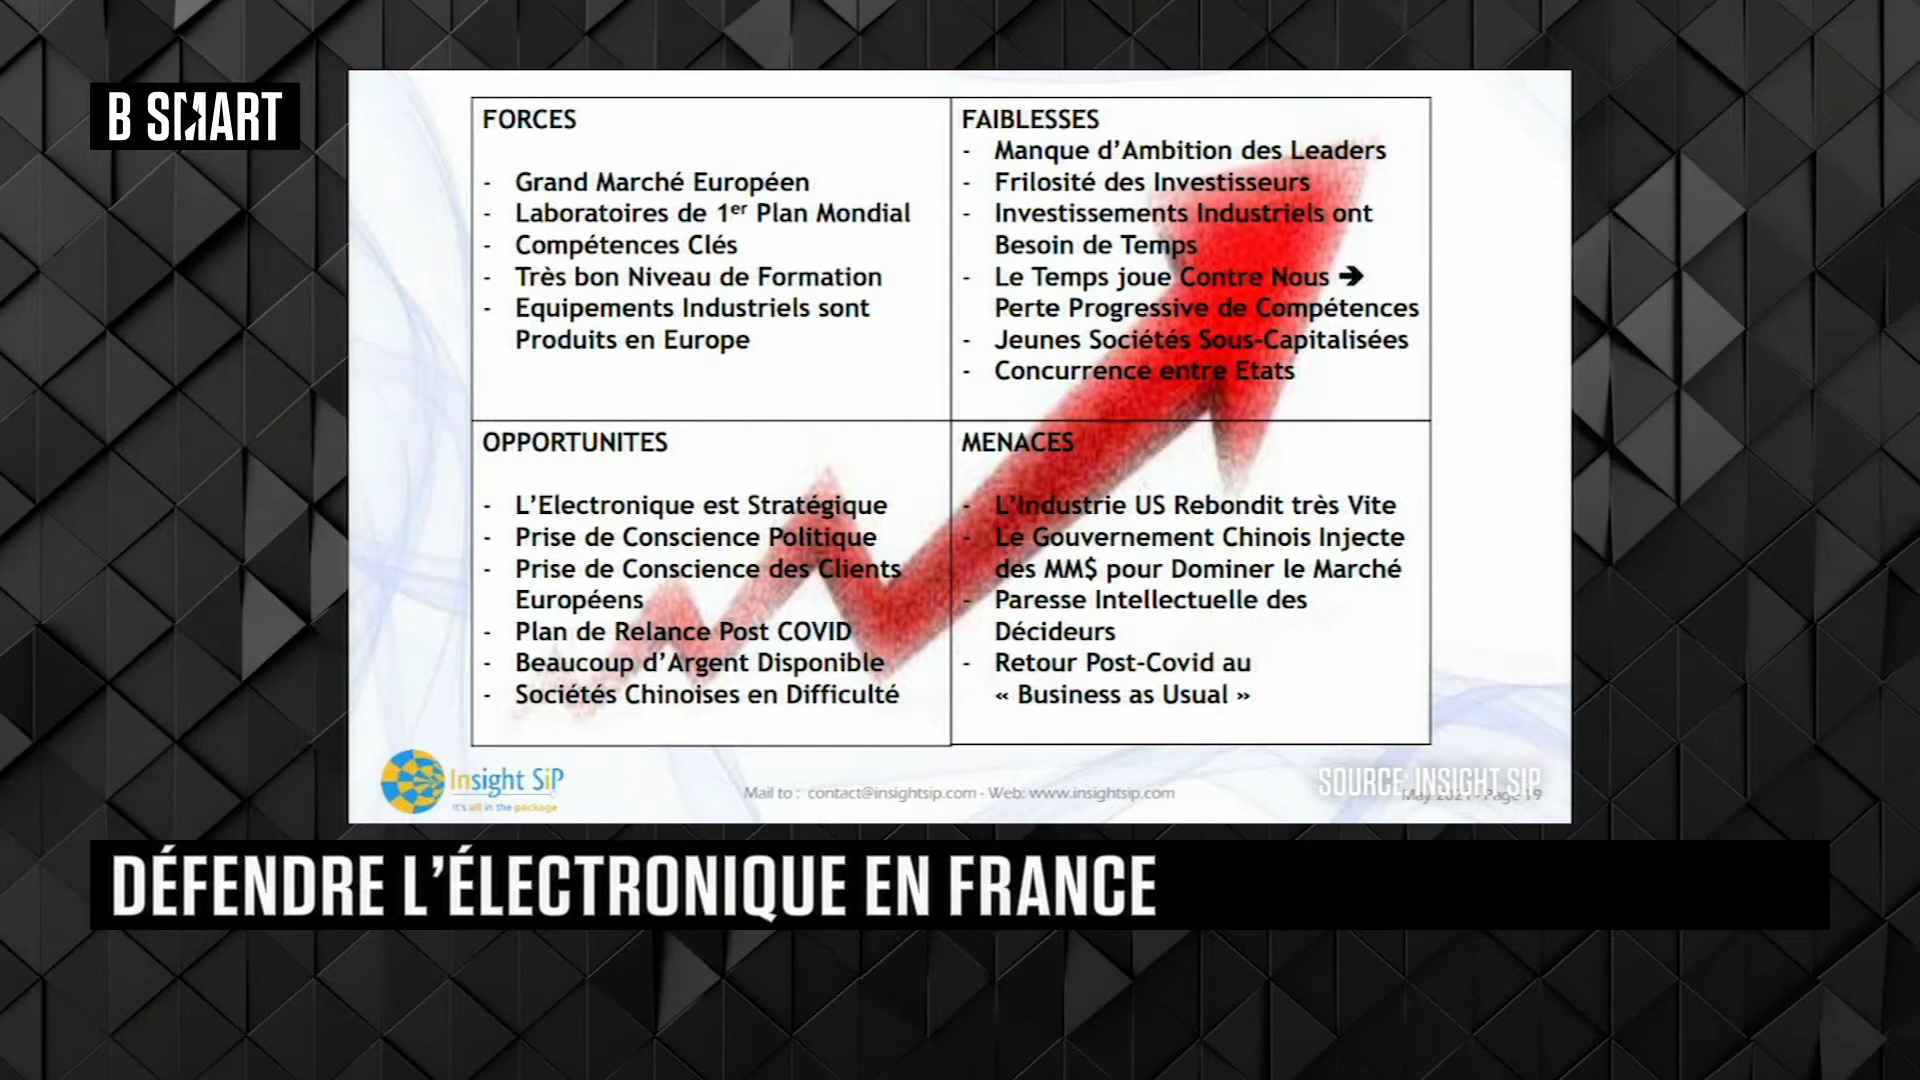 B SMART
FORCES
- Grand Marché Européen
- Laboratoires de 1er Plan Mondial
- Compétences Clés
- Très bon Niveau de Formation
- Equipements Industriels sont
Produits en Europe
FAIBLESSES
- Manque d’Ambition des Leaders
- Frilosité des Investisseurs
- Investissements Industriels ont
Besoin de Temps
- Le Temps joue Contre Nous ➔
Perte Progressive de Compétences
- Jeunes Sociétés Sous-Capitalisées
- Concurrence entre Etats
OPPORTUNITES
- L’Electronique est Stratégique
- Prise de Conscience Politique
- Prise de Conscience des Clients
Européens
- Plan de Relance Post COVID
- Beaucoup d’Argent Disponible
- Sociétés Chinoises en Difficulté
MENACES
- L’Industrie US Rebondit très Vite
- Le Gouvernement Chinois Injecte
des MM$ pour Dominer le Marché
- Paresse Intellectuelle des
Décideurs
- Retour Post-Covid au
« Business as Usual »
Insight SiP
It's all in the package
Mail to : contact@insightsip.com - Web: www.insightsip.com
SOURCE: INSIGHT SIP
May 2021 - Page 19
DÉFENDRE L’ÉLECTRONIQUE EN FRANCE